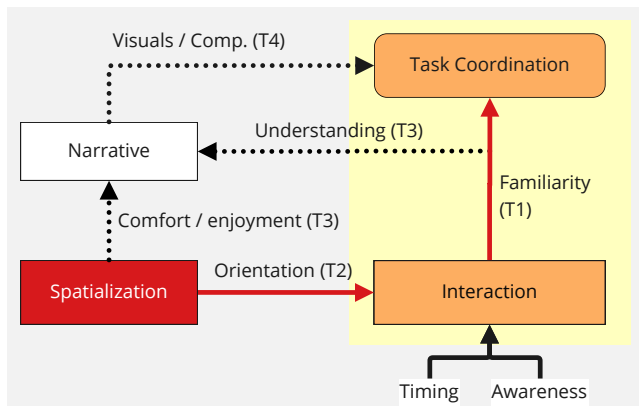 Visuals / Comp. (T4)
Task Coordination
Understanding (T3)
Narrative
Familiarity
(T1)
Comfort / enjoyment (T3)
Orientation (T2)
Spatialization
Interaction
Timing
Awareness